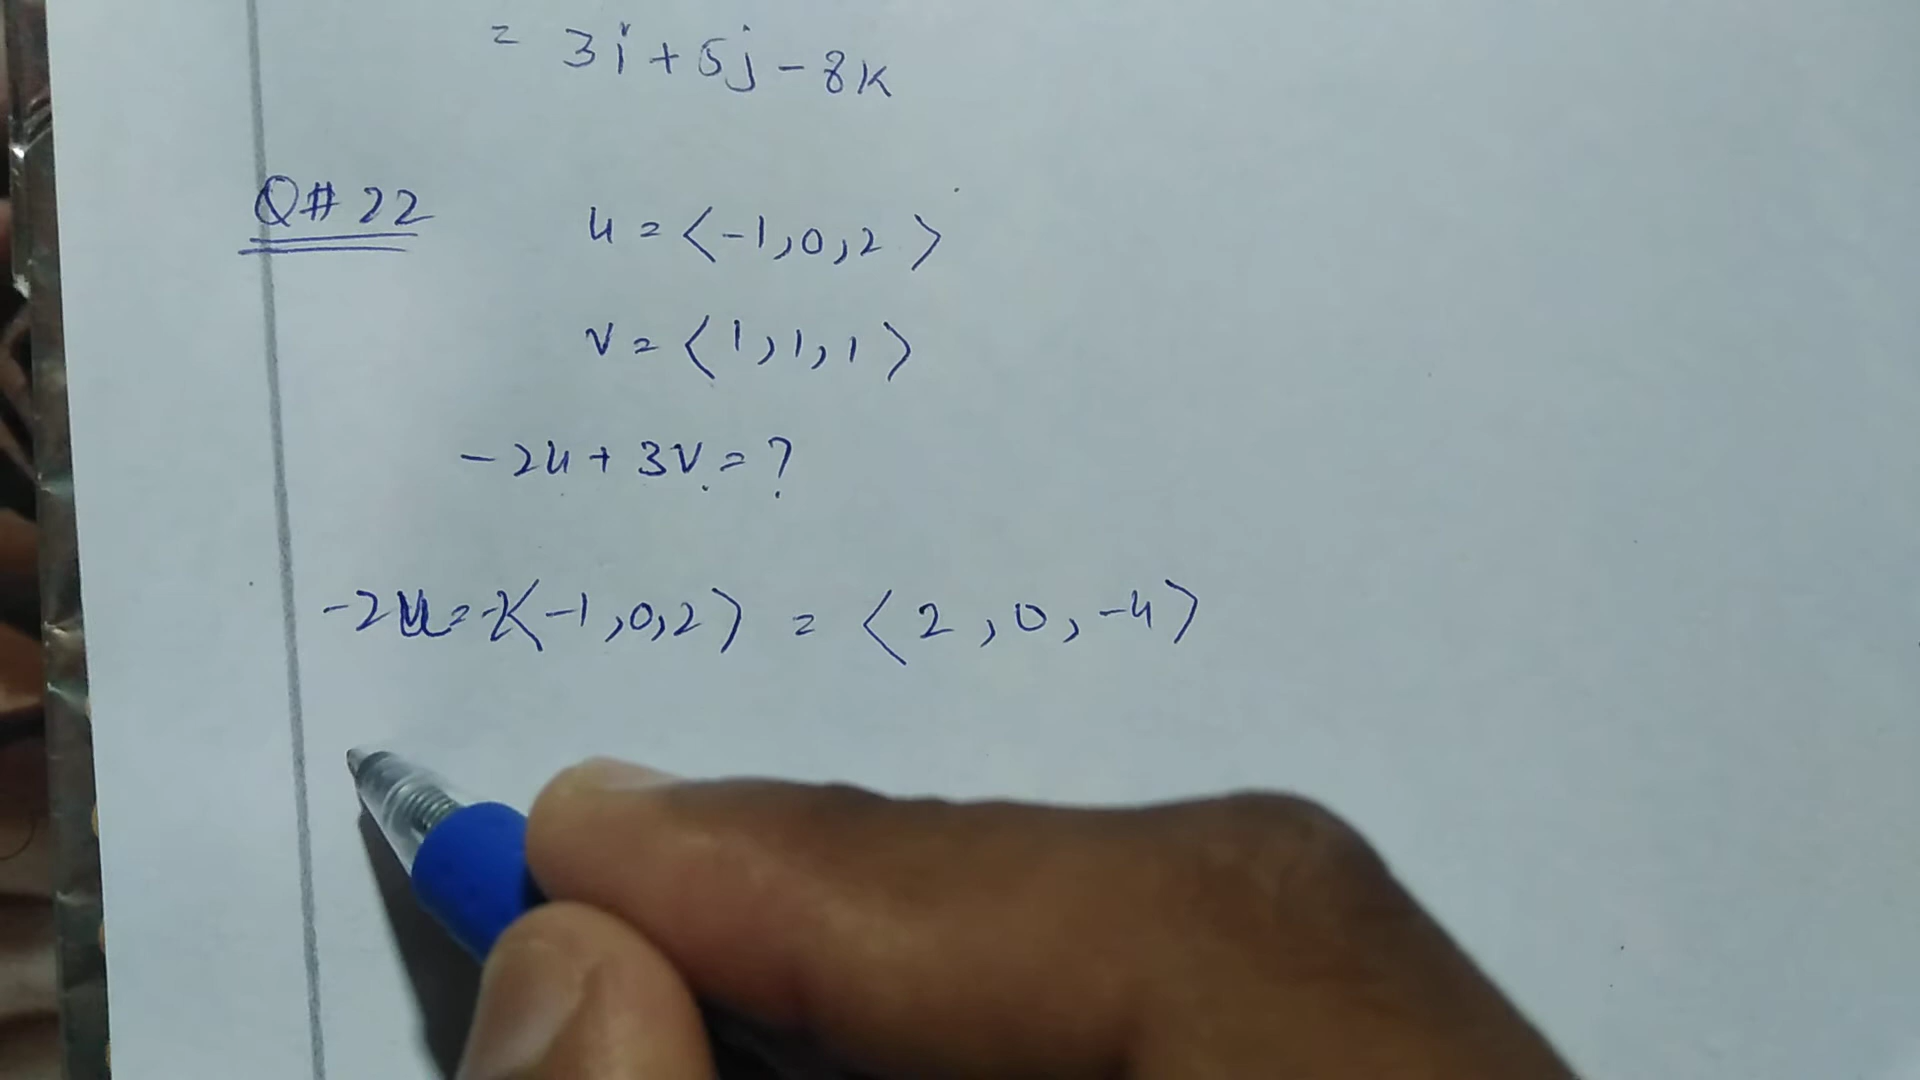 = 3i + 5j - 8k
Q# 22
u = ⟨-1, 0, 2⟩
v = ⟨1, 1, 1⟩
-2u + 3v = ?
-2u = -2⟨-1, 0, 2⟩ = ⟨2, 0, -4⟩